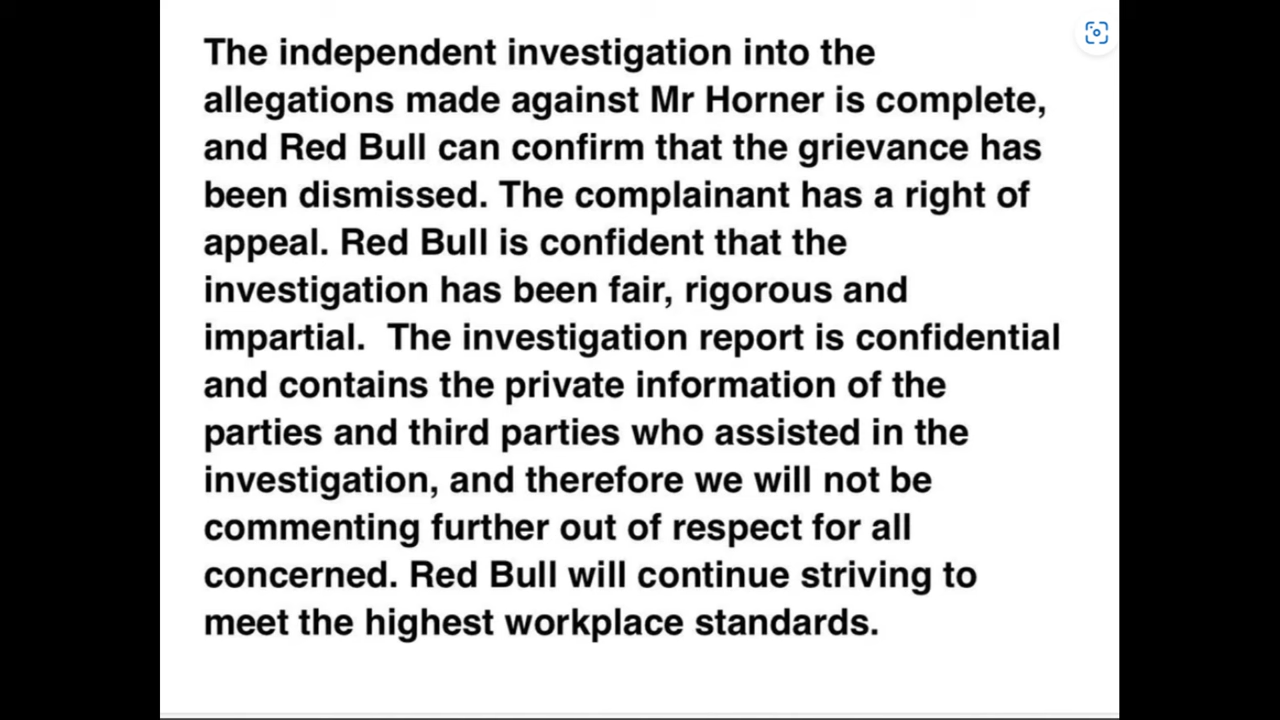 The independent investigation into the
allegations made against Mr Horner is complete,
and Red Bull can confirm that the grievance has
been dismissed. The complainant has a right of
appeal. Red Bull is confident that the
investigation has been fair, rigorous and
impartial.  The investigation report is confidential
and contains the private information of the
parties and third parties who assisted in the
investigation, and therefore we will not be
commenting further out of respect for all
concerned. Red Bull will continue striving to
meet the highest workplace standards.